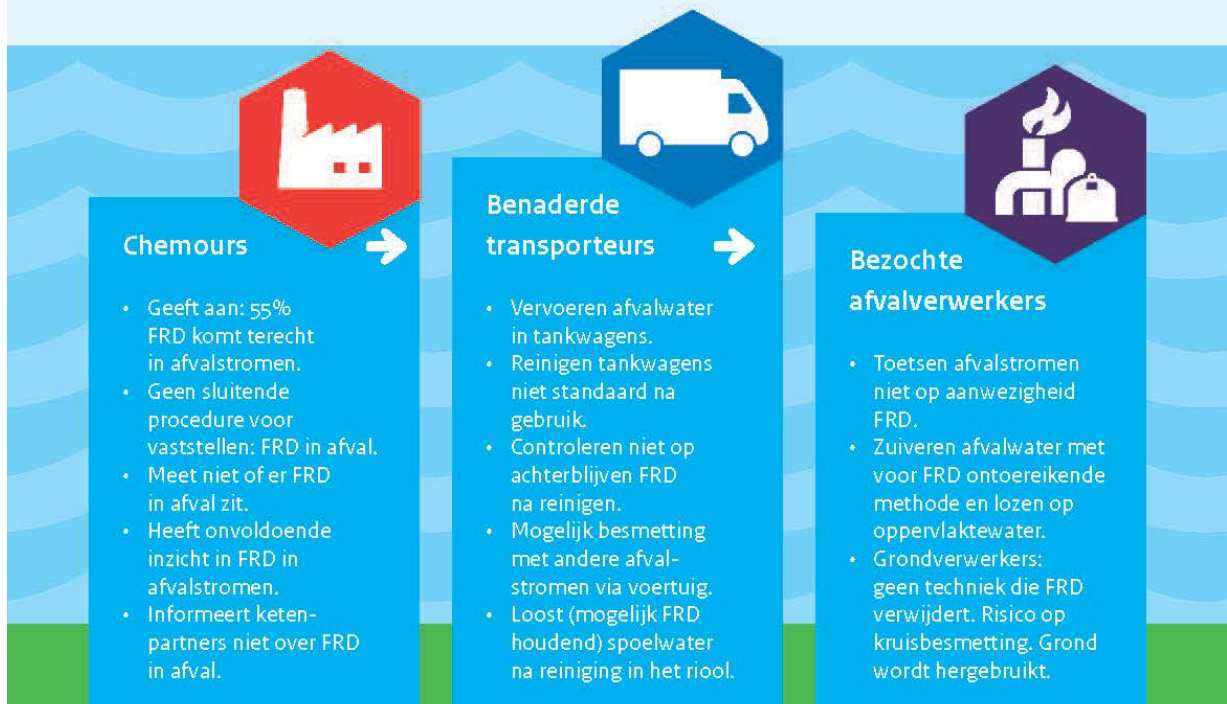 Chemours
• Geeft aan: 55%
FRD komt terecht
in afvalstromen.
• Geen sluitende
procedure voor
vaststellen: FRD in afval.
• Meet niet of er FRD
in afval zit.
• Heeft onvoldoende
inzicht in FRD in
afvalstromen.
• Informeert keten-
partners niet over FRD
in afval.
Benaderde
transporteurs
• Vervoeren afvalwater
in tankwagens.
• Reinigen tankwagens
niet standaard na
gebruik.
• Controleren niet op
achterblijven FRD
na reinigen.
• Mogelijk besmetting
met andere afval-
stromen via voertuig.
• Loost (mogelijk FRD
houdend) spoelwater
na reiniging in het riool.
Bezochte
afvalverwerkers
• Toetsen afvalstromen
niet op aanwezigheid
FRD.
• Zuiveren afvalwater met
voor FRD ontoereikende
methode en lozen op
oppervlaktewater.
• Grondverwerkers:
geen techniek die FRD
verwijdert. Risico op
kruisbesmetting. Grond
wordt hergebruikt.